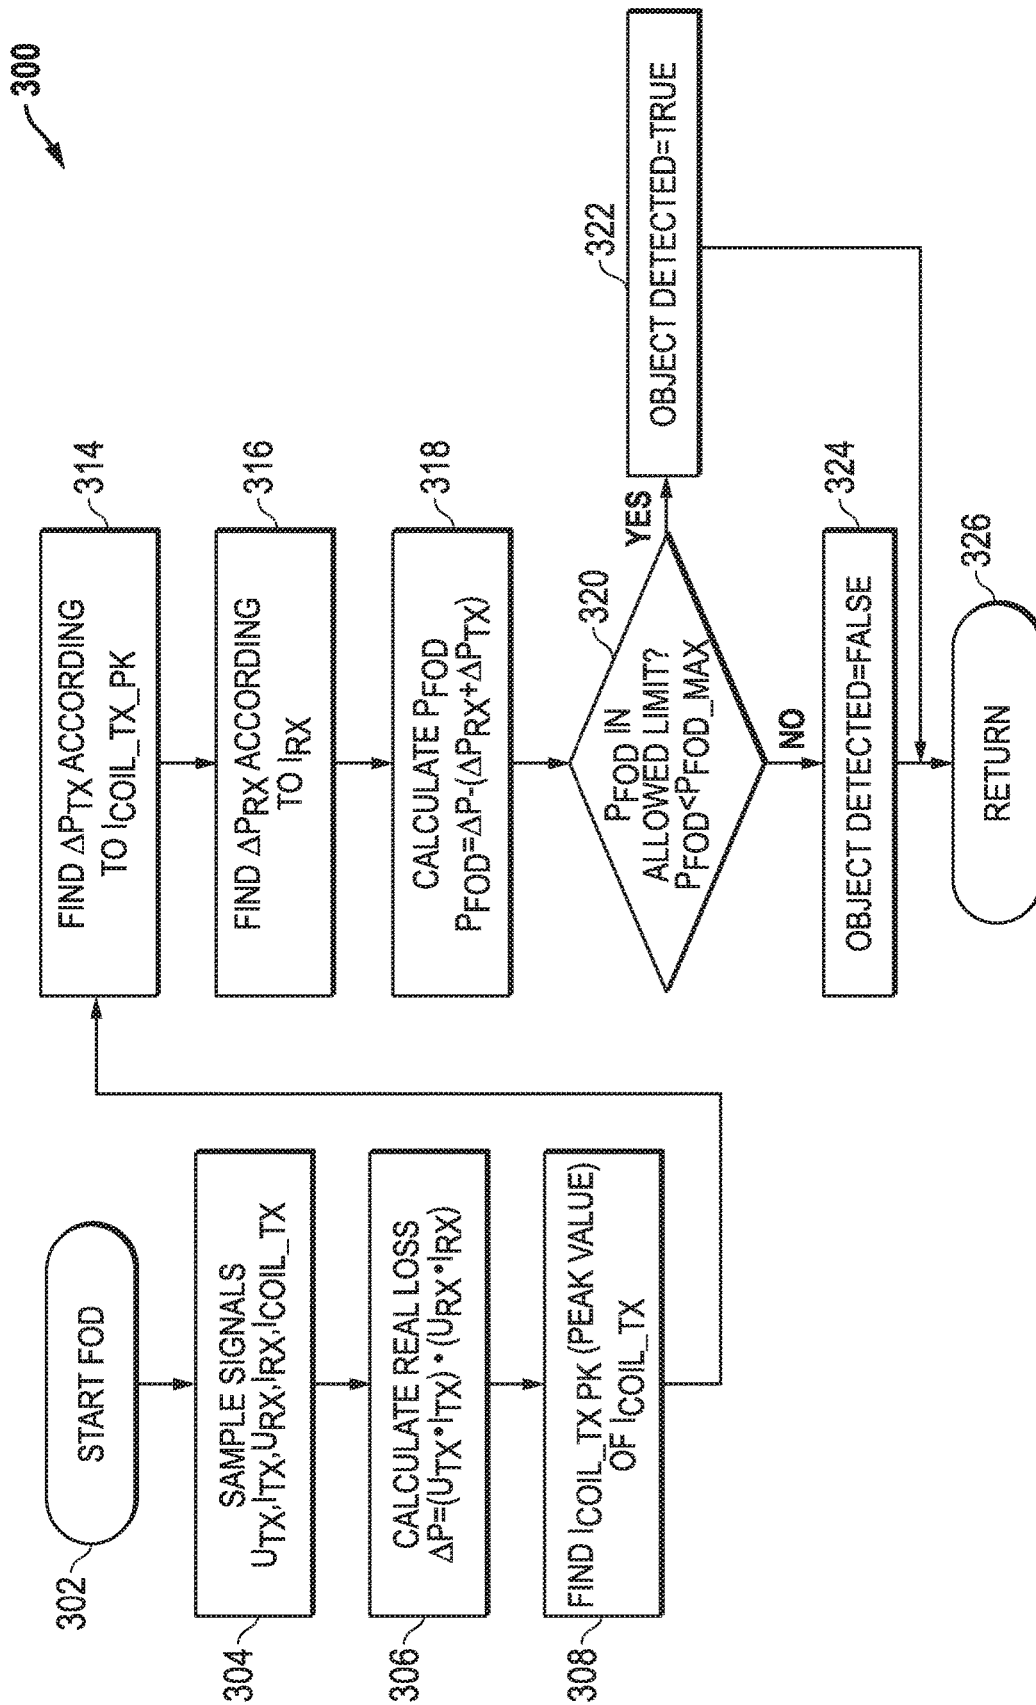 300
302
START FOD
304
SAMPLE SIGNALS
UTX,ITX,URX,IRX,ICOIL_TX
306
CALCULATE REAL LOSS
ΔP=(UTX*ITX) * (URX*IRX)
308
FIND ICOIL_TX PK (PEAK VALUE)
OF ICOIL_TX
314
FIND ΔPTX ACCORDING
TO ICOIL_TX_PK
316
FIND ΔPRX ACCORDING
TO IRX
318
CALCULATE PFOD
PFOD=ΔP-(ΔPRX+ΔPTX)
320
PFOD IN
ALLOWED LIMIT?
PFOD<PFOD_MAX
YES
NO
322
OBJECT DETECTED=TRUE
324
OBJECT DETECTED=FALSE
326
RETURN